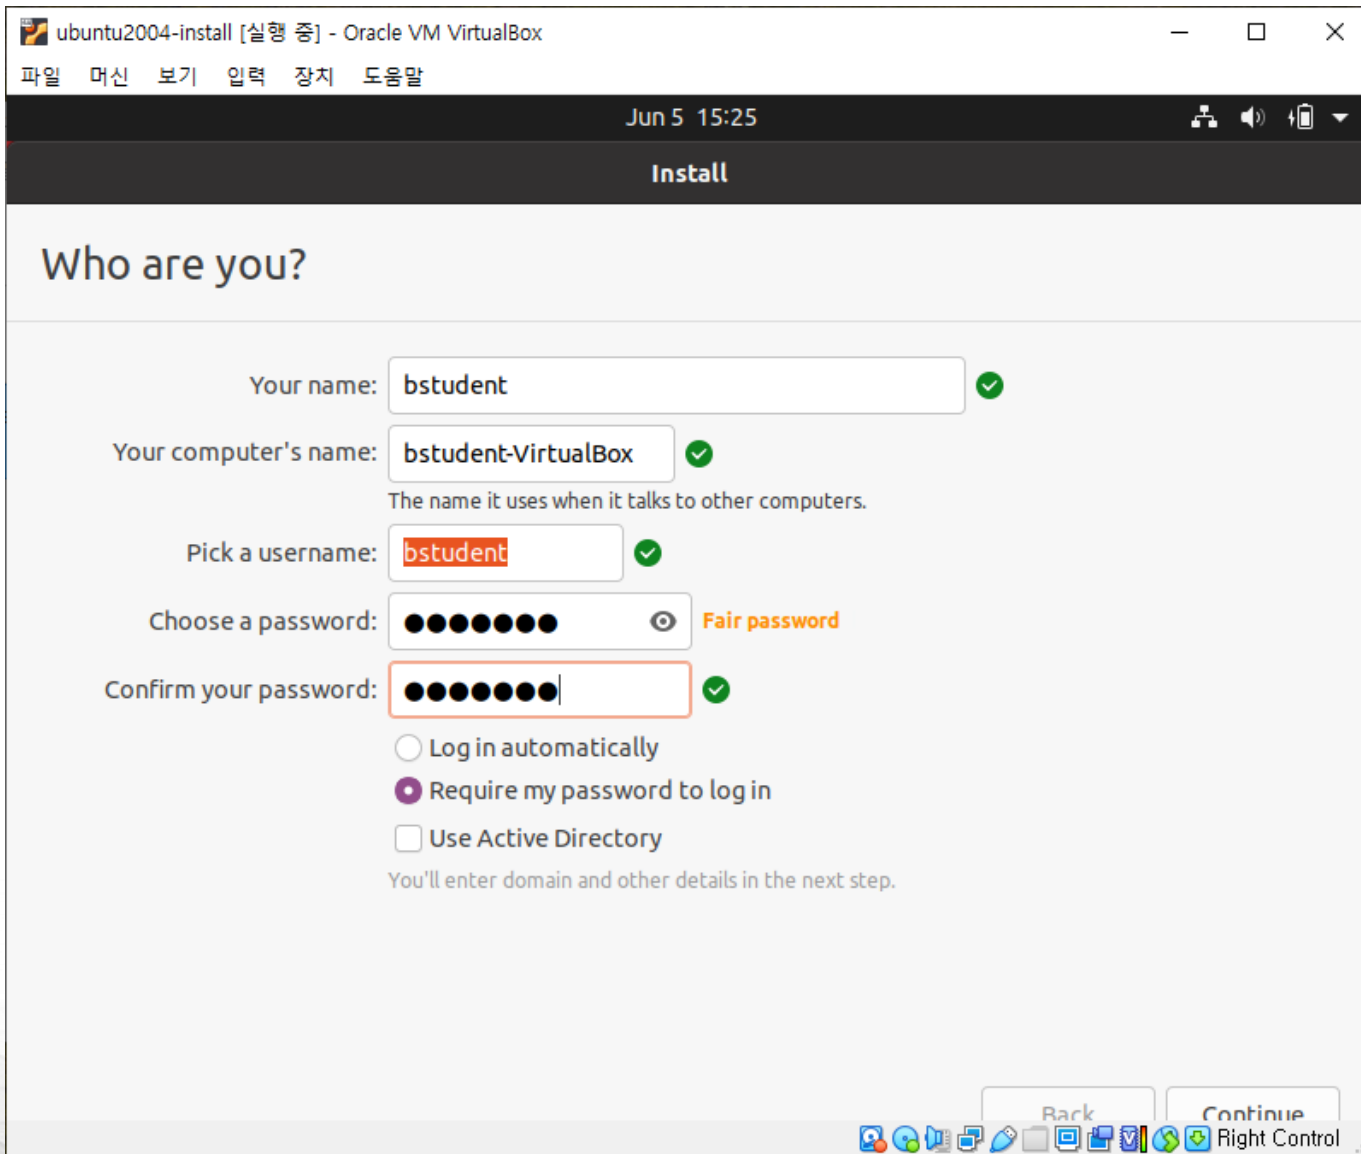 ubuntu2004-install [실행 중] - Oracle VM VirtualBox
파일 머신 보기 입력 장치 도움말
Jun 5 15:25
Install
Who are you?
Your name: bstudent
Your computer's name: bstudent-VirtualBox
The name it uses when it talks to other computers.
Pick a username: bstudent
Choose a password: ●●●●●●● Fair password
Confirm your password: ●●●●●●●
Log in automatically
Require my password to log in
Use Active Directory
You'll enter domain and other details in the next step.
Back Continue
Right Control